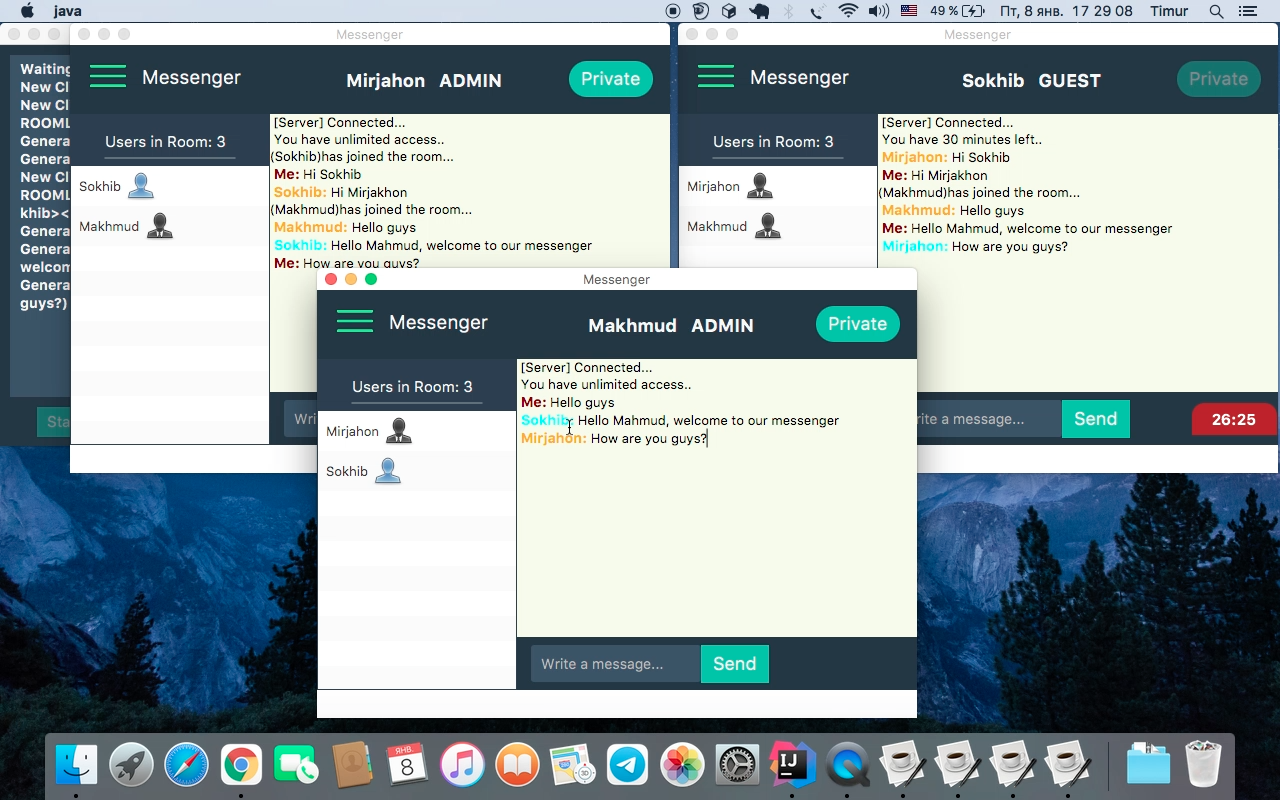 java
49 %
Пт, 8 янв. 17 29 08
Timur
Waiting
New Cl
New Cl
ROOML
Genera
Genera
New Cl
ROOML
khib><
Genera
Genera
welcom
Genera
guys?)
Sta
Messenger
Messenger
Mirjahon ADMIN
Private
Users in Room: 3
Sokhib
Makhmud
[Server] Connected...
You have unlimited access..
(Sokhib)has joined the room...
Me: Hi Sokhib
Sokhib: Hi Mirjakhon
(Makhmud)has joined the room...
Makhmud: Hello guys
Sokhib: Hello Mahmud, welcome to our messenger
Me: How are you guys?
Wri
Messenger
Messenger
Sokhib GUEST
Private
Users in Room: 3
Mirjahon
Makhmud
[Server] Connected...
You have 30 minutes left..
Mirjahon: Hi Sokhib
Me: Hi Mirjakhon
(Makhmud)has joined the room...
Makhmud: Hello guys
Me: Hello Mahmud, welcome to our messenger
Mirjahon: How are you guys?
rite a message...
Send
26:25
Messenger
Messenger
Makhmud ADMIN
Private
Users in Room: 3
Mirjahon
Sokhib
[Server] Connected...
You have unlimited access..
Me: Hello guys
Sokhib: Hello Mahmud, welcome to our messenger
Mirjahon: How are you guys?
Write a message...
Send
ЯНВ.
8
3D
IJ